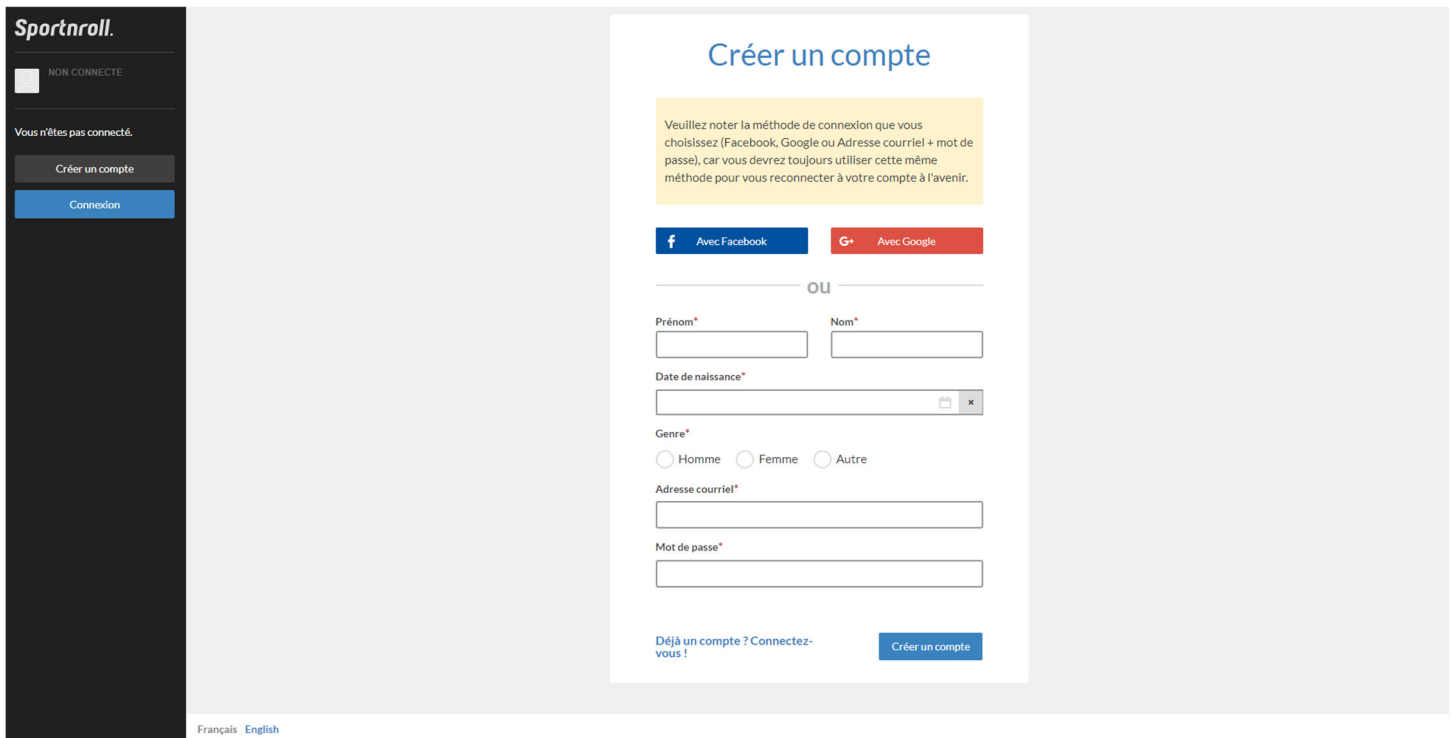 Sportnroll.
NON CONNECTÉ
Vous n'êtes pas connecté.
Créer un compte
Connexion
Créer un compte
Veuillez noter la méthode de connexion que vous
choisissez (Facebook, Google ou Adresse courriel + mot de
passe), car vous devrez toujours utiliser cette même
méthode pour vous reconnecter à votre compte à l'avenir.
f Avec Facebook
G+ Avec Google
ou
Prénom*
Nom*
Date de naissance*
Genre*
Homme Femme Autre
Adresse courriel*
Mot de passe*
Déjà un compte ? Connectez-
vous !
Créer un compte
Français English